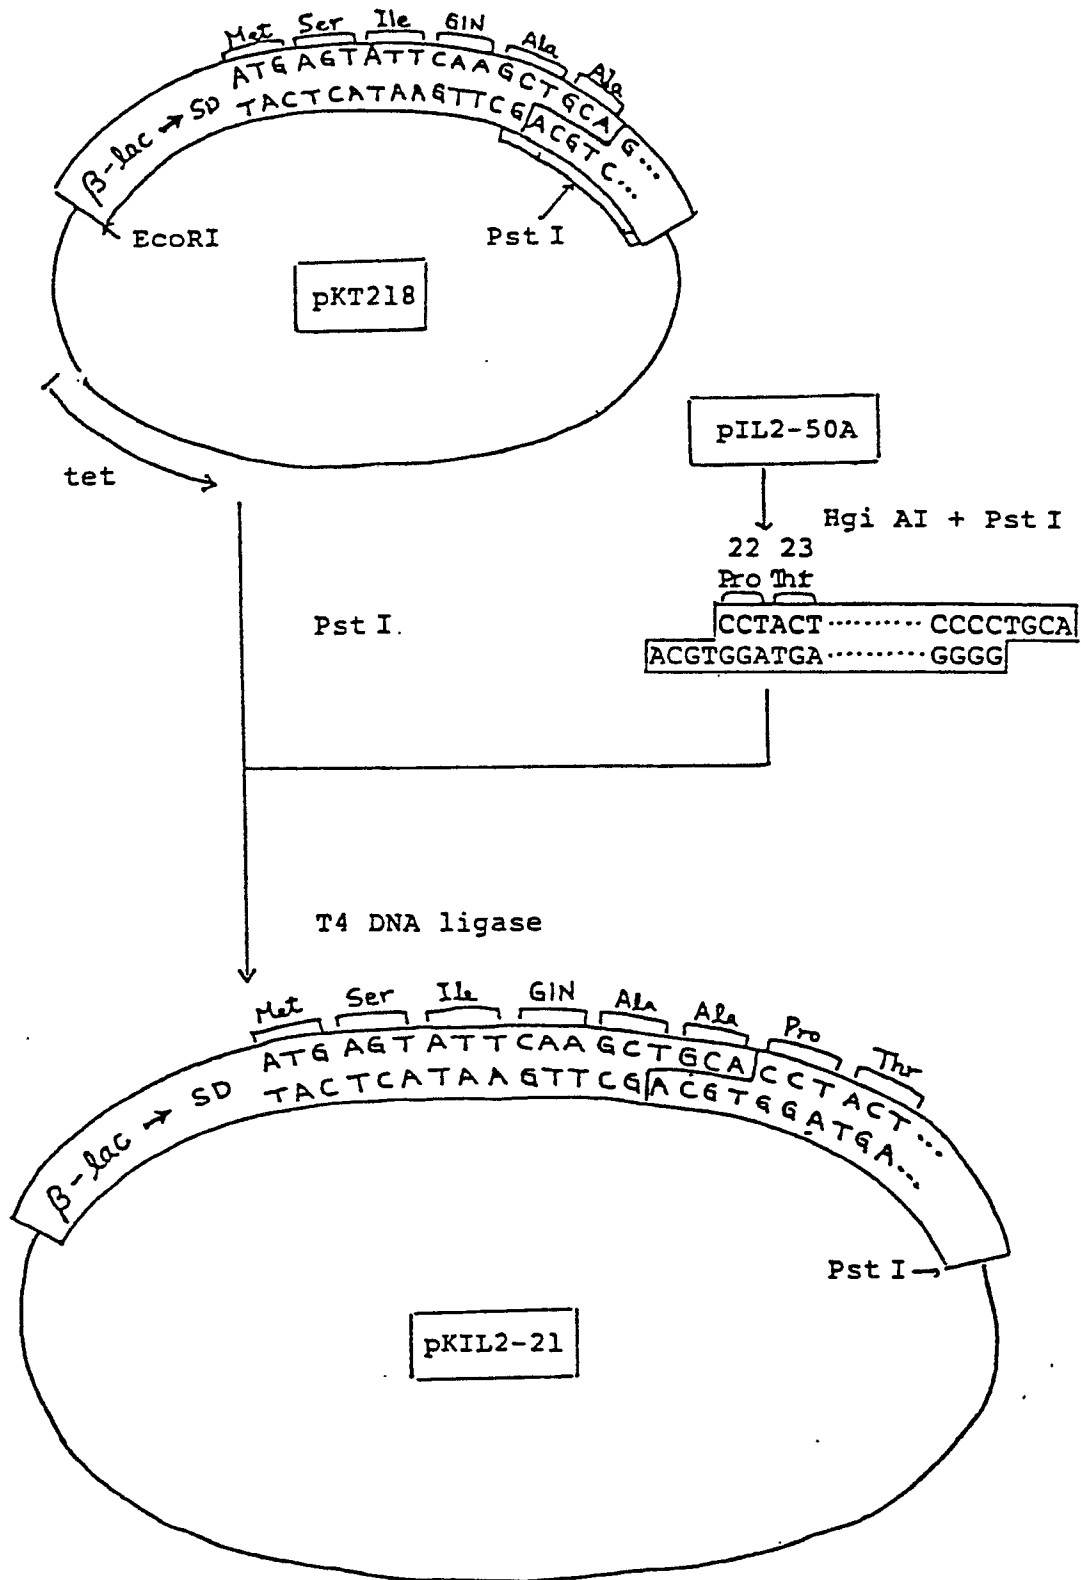 Met Ser Ile GlN Ala Ala
β-lac → SD ATG AGT ATT CAA GCT GCA G...
TACTCATAAGTTCGACGTC...
EcoRI
Pst I
pKT218
tet
pIL2-50A
Hgi AI + Pst I
22 23
Pro Thr
CCTACT·········CCCCTGCA
ACGTGGATGA·········GGGG
Pst I.
T4 DNA ligase
Met Ser Ile GlN Ala Ala Pro Thr
β-lac → SD ATG AGT ATT CAA GCT GCA CCT ACT...
TACTCATAAGTTCGACGTGGATGA...
Pst I→
pKIL2-21